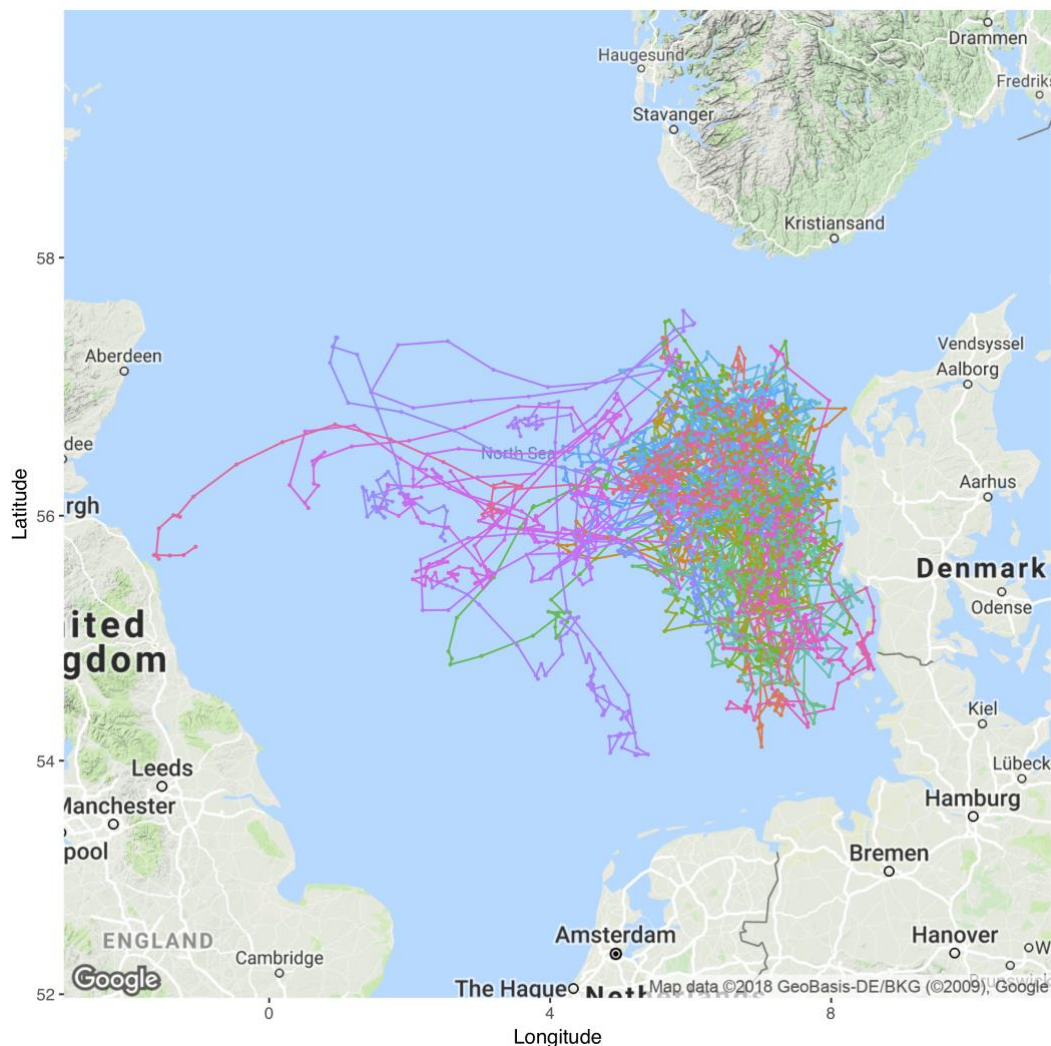 Drammen
Haugesund
Fredriks
Stavanger
Kristiansand
58
Vendsyssel
Aberdeen
Aalborg
dee
North Sea
Aarhus
rgh
56
Latitude
Denmark
Odense
ited
gdom
Kiel
54
Leeds
Lübeck
Manchester
Hamburg
pool
Bremen
Amsterdam
Hanover
ENGLAND
W
Cambridge
Google
The Hague
Netherlands
Brunswick
Map data ©2018 GeoBasis-DE/BKG (©2009), Google
52
0
4
8
Longitude